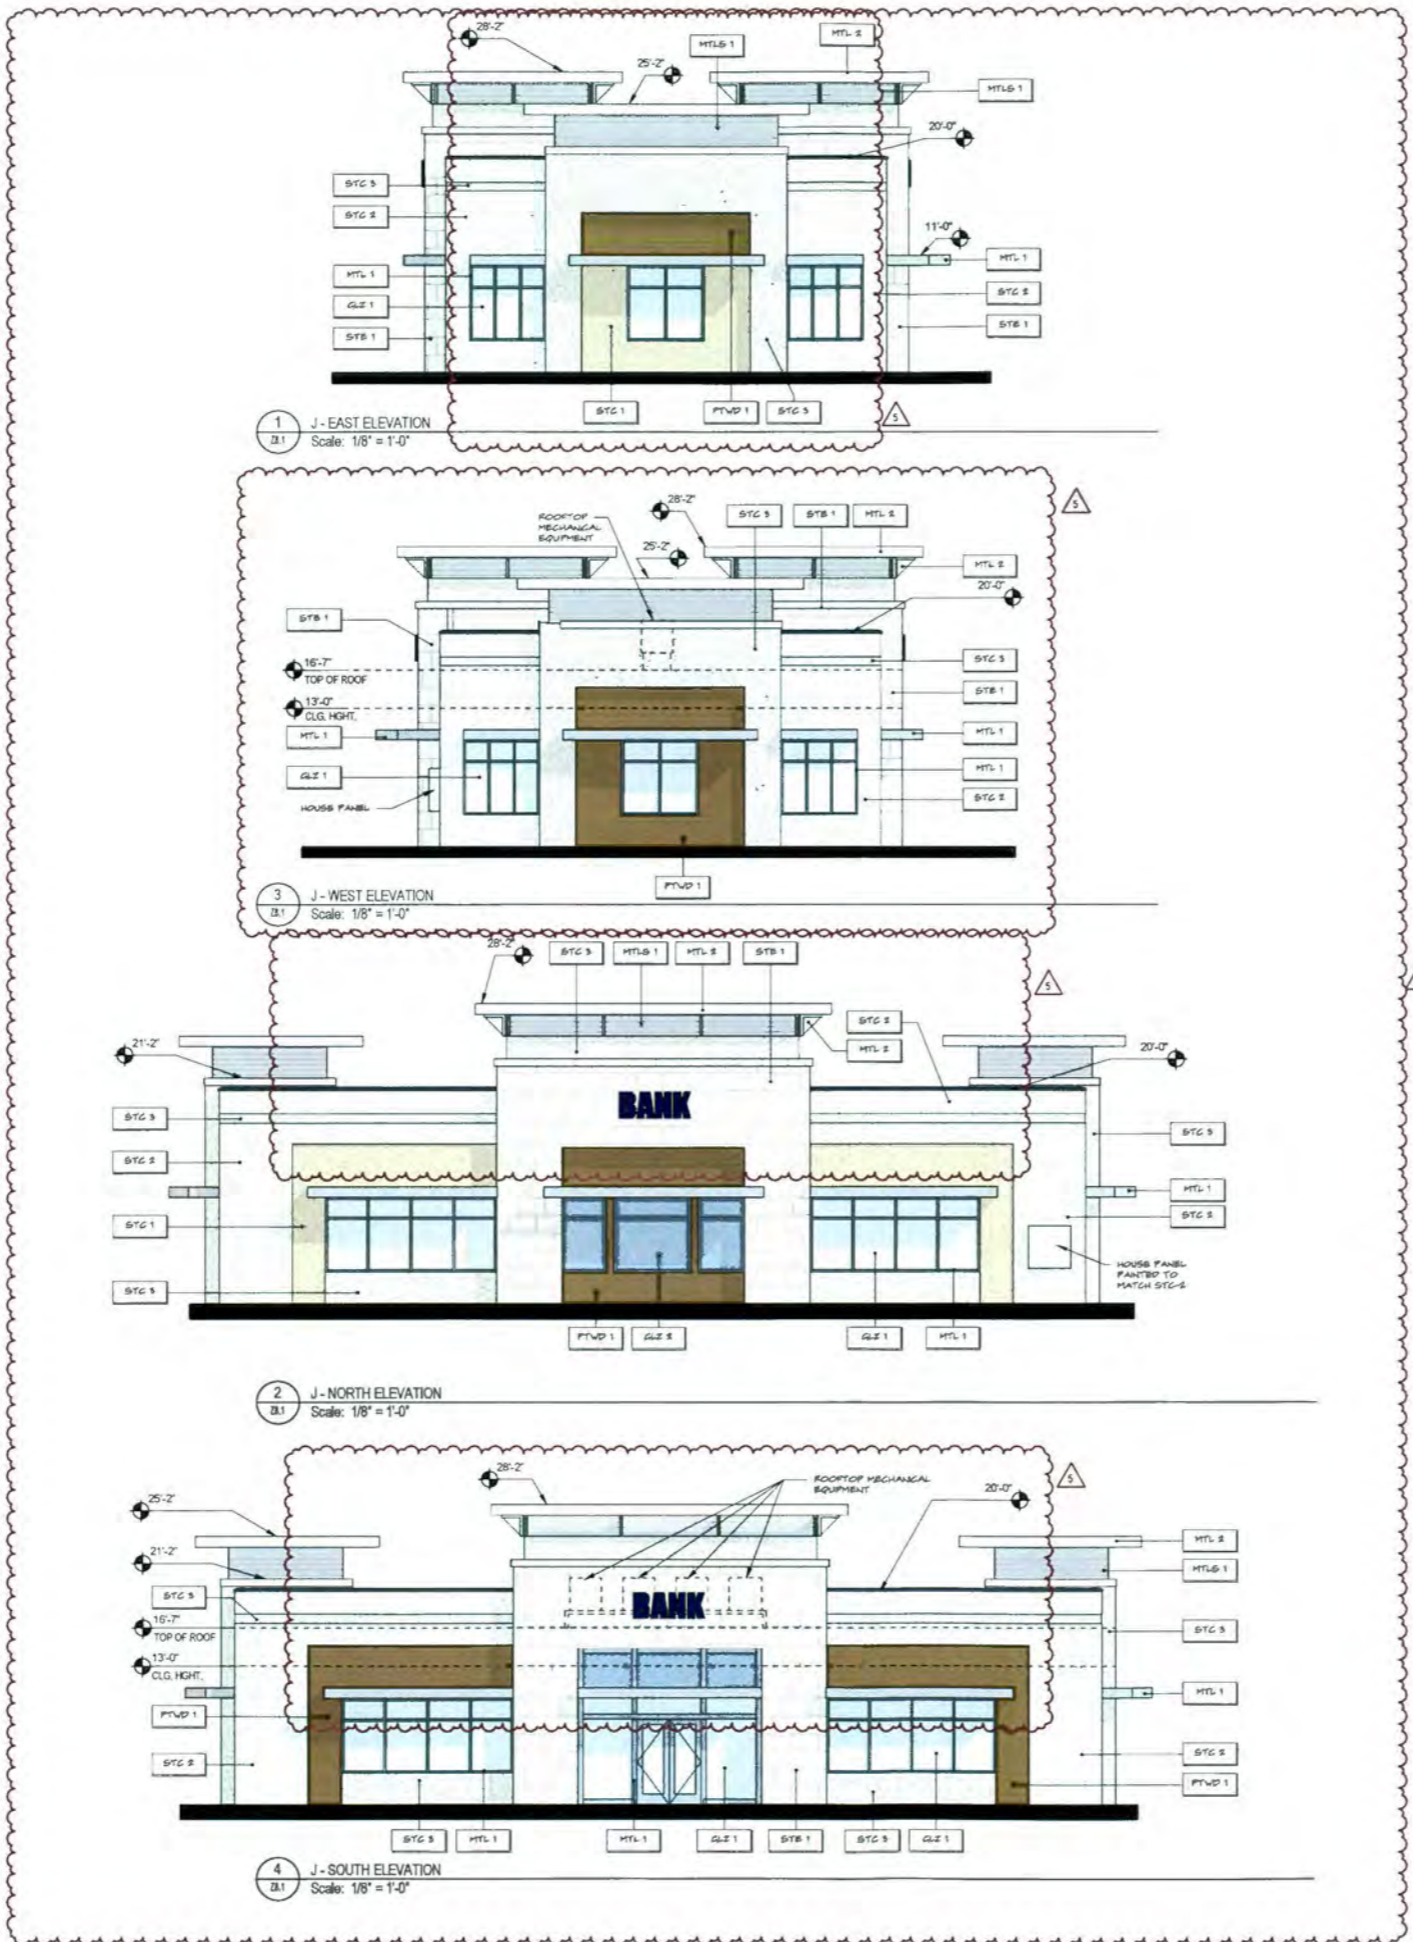 28'-2"
MTLS 1
MTL 2
25'-2"
MTLS 1
20'-0"
STC 3
STC 2
11'-0"
MTL 1
MTL 1
GLZ 1
STC 2
STB 1
STB 1
STC 1
PTWD 1
STC 3
5
1
J - EAST ELEVATION
Scale: 1/8" = 1'-0"
28'-2"
STC 3
STB 1
MTL 2
5
ROOFTOP
MECHANICAL
EQUIPMENT
25'-2"
MTL 2
20'-0"
STB 1
STC 3
16'-7"
TOP OF ROOF
STB 1
13'-0"
CLG. HGHT.
MTL 1
MTL 1
GLZ 1
MTL 1
HOUSE PANEL
STC 2
PTWD 1
3
J - WEST ELEVATION
Scale: 1/8" = 1'-0"
28'-2"
STC 3
MTLS 1
MTL 2
STB 1
5
STC 2
21'-2"
MTL 2
20'-0"
STC 3
BANK
STC 3
STC 2
MTL 1
STC 1
STC 2
STC 3
HOUSE PANEL
PAINTED TO
MATCH STC-2
PTWD 1
GLZ 2
GLZ 1
MTL 1
2
J - NORTH ELEVATION
Scale: 1/8" = 1'-0"
28'-2"
ROOFTOP MECHANICAL
EQUIPMENT
5
25'-2"
20'-0"
21'-2"
MTL 2
MTLS 1
STC 3
BANK
16'-7"
TOP OF ROOF
STC 3
13'-0"
CLG. HGHT.
MTL 1
PTWD 1
STC 2
STC 2
PTWD 1
STC 3
MTL 1
MTL 1
GLZ 1
STB 1
STC 3
GLZ 1
4
J - SOUTH ELEVATION
Scale: 1/8" = 1'-0"